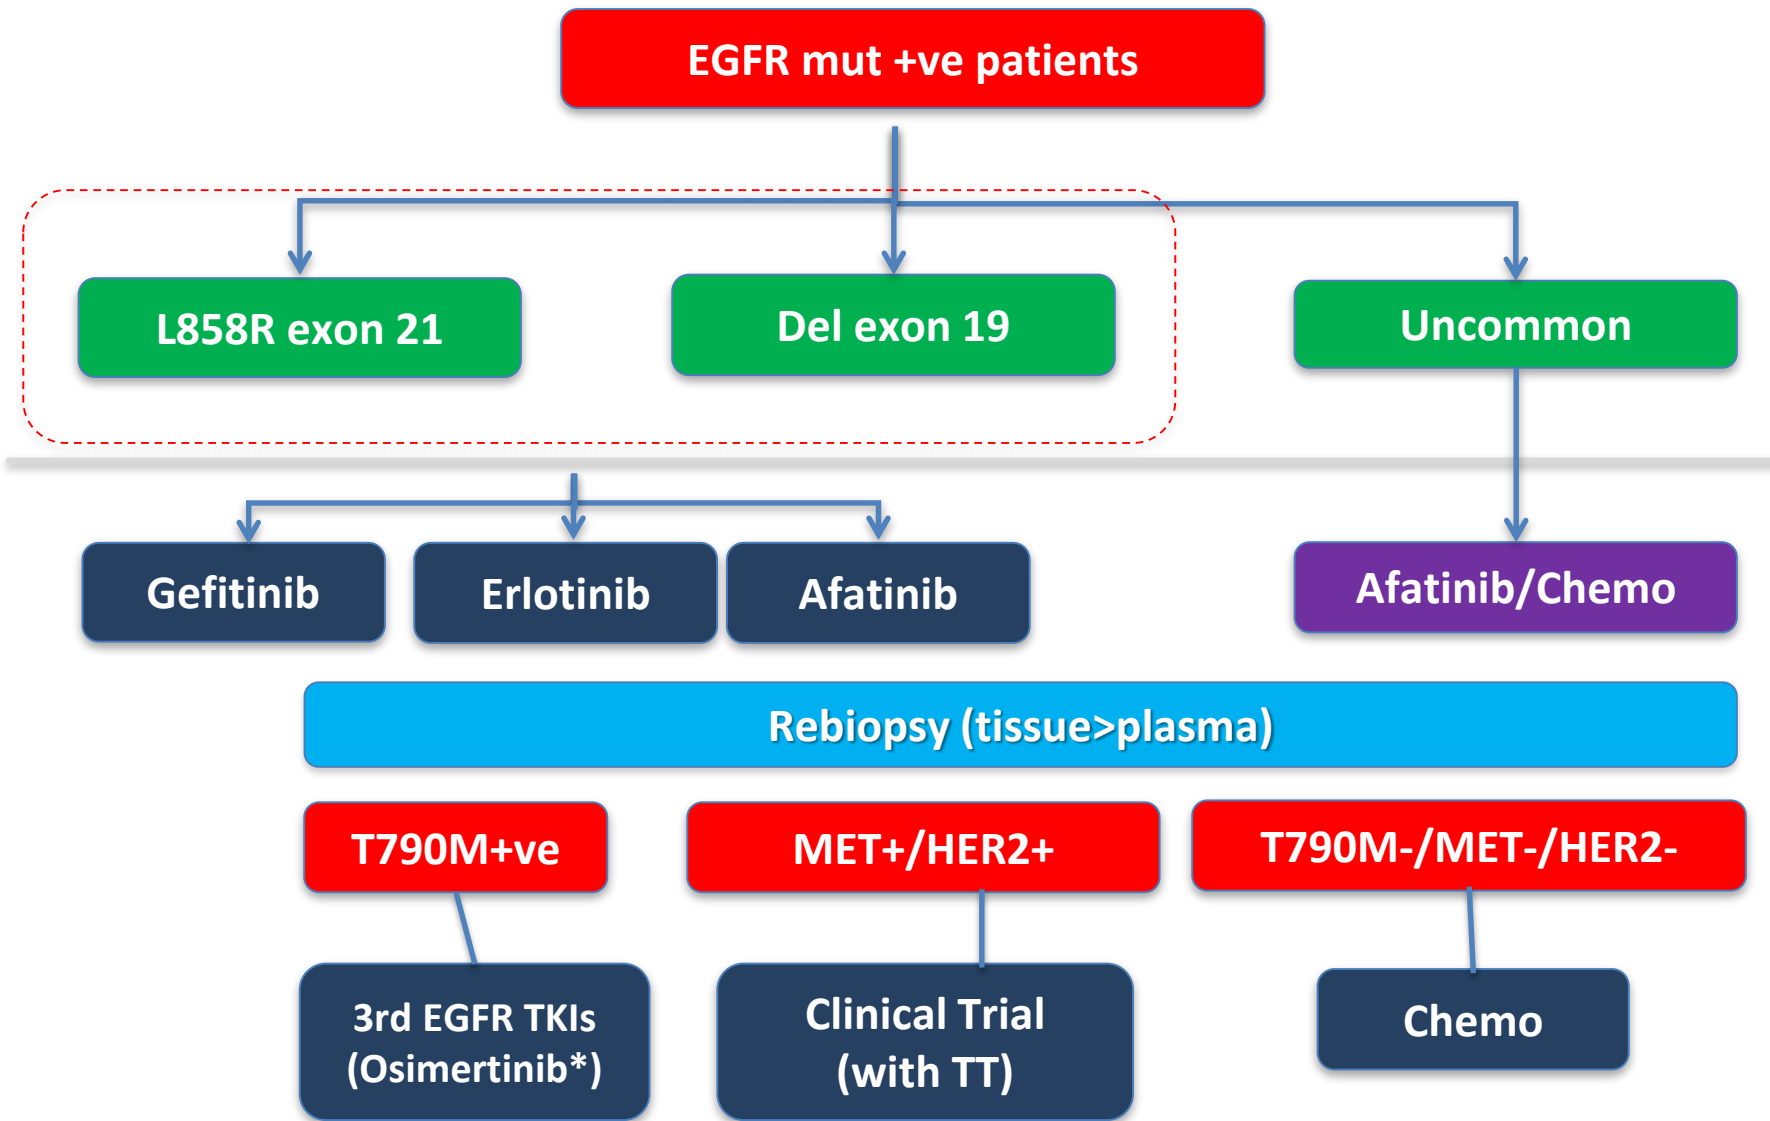 EGFR mut +ve patients
L858R exon 21
Del exon 19
Uncommon
Gefitinib
Erlotinib
Afatinib
Afatinib/Chemo
Rebiopsy (tissue>plasma)
T790M+ve
MET+/HER2+
T790M-/MET-/HER2-
3rd EGFR TKIs
(Osimertinib*)
Clinical Trial
(with TT)
Chemo